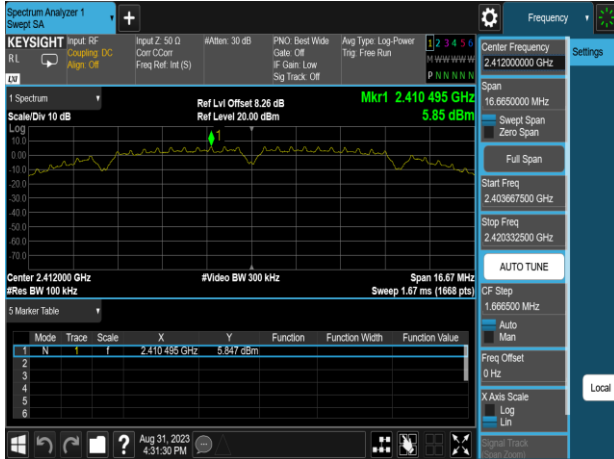 Spectrum Analyzer 1
Swept SA
+
Frequency
KEYSIGHT
RL
LXI
Input: RF
Coupling: DC
Align: Off
Input Z: 50 Ω
Corr CCorr
Freq Ref: Int (S)
#Atten: 30 dB
PNO: Best Wide
Gate: Off
IF Gain: Low
Sig Track: Off
Avg Type: Log-Power
Trig: Free Run
1 2 3 4 5 6
M W W W W W
P N N N N N
1 Spectrum
Scale/Div 10 dB
Ref Lvl Offset 8.26 dB
Ref Level 20.00 dBm
Mkr1 2.410 495 GHz
5.85 dBm
Log
1
10.0
0.00
-10.0
-20.0
-30.0
-40.0
-50.0
-60.0
-70.0
Center 2.412000 GHz
#Res BW 100 kHz
#Video BW 300 kHz
Span 16.67 MHz
Sweep 1.67 ms (1668 pts)
5 Marker Table
Mode Trace Scale X Y Function Function Width Function Value
1 N 1 f 2.410 495 GHz 5.847 dBm
2
3
4
5
6
Aug 31, 2023
4:31:30 PM
?
Center Frequency
2.412000000 GHz
Span
16.6650000 MHz
Swept Span
Zero Span
Full Span
Start Freq
2.403667500 GHz
Stop Freq
2.420332500 GHz
AUTO TUNE
CF Step
1.666500 MHz
Auto
Man
Freq Offset
0 Hz
X Axis Scale
Log
Lin
Signal Track
(Span Zoom)
Settings
Local